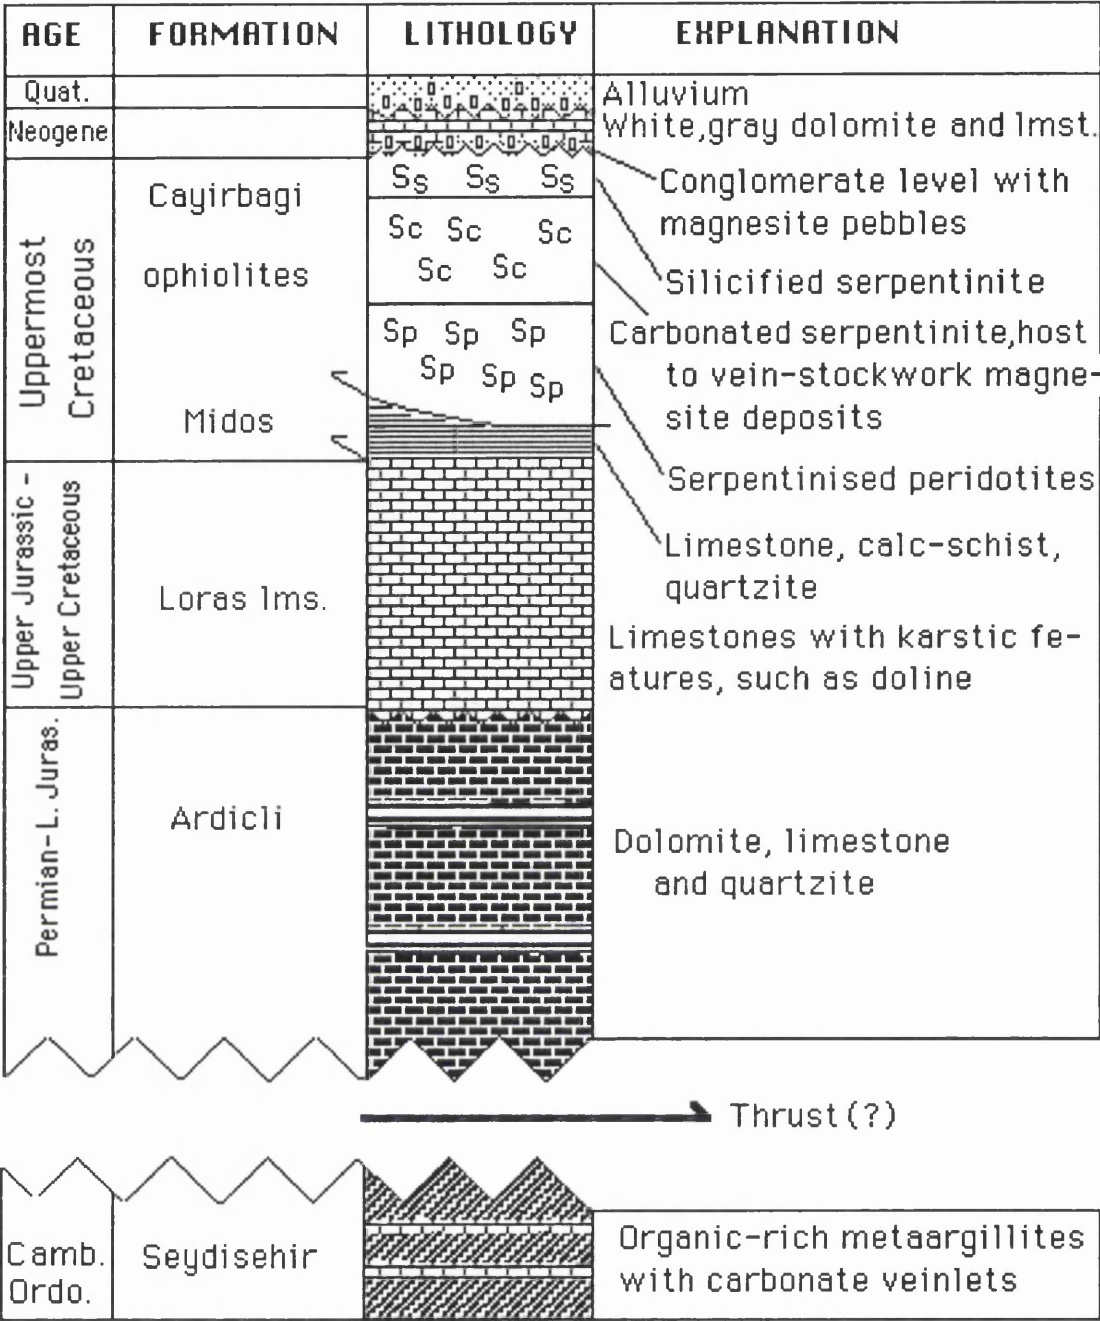 AGE FORMATION LITHOLOGY EXPLANATION
Quat. Alluvium
Neogene White,gray dolomite and lmst.
Conglomerate level with
magnesite pebbles
Uppermost
Cretaceous
Cayirbagi
ophiolites
Midos
Ss Ss Ss
Sc Sc Sc
Sc Sc
Sp Sp Sp
Sp Sp Sp
Silicified serpentinite
Carbonated serpentinite,host
to vein-stockwork magne-
site deposits
Serpentinised peridotites
Limestone, calc-schist,
quartzite
Upper Jurassic -
Upper Cretaceous
Loras lms.
Limestones with karstic fe-
atures, such as doline
Permian-L. Juras.
Ardicli
Dolomite, limestone
and quartzite
Thrust(?)
Camb.
Ordo.
Seydisehir
Organic-rich metaargillites
with carbonate veinlets